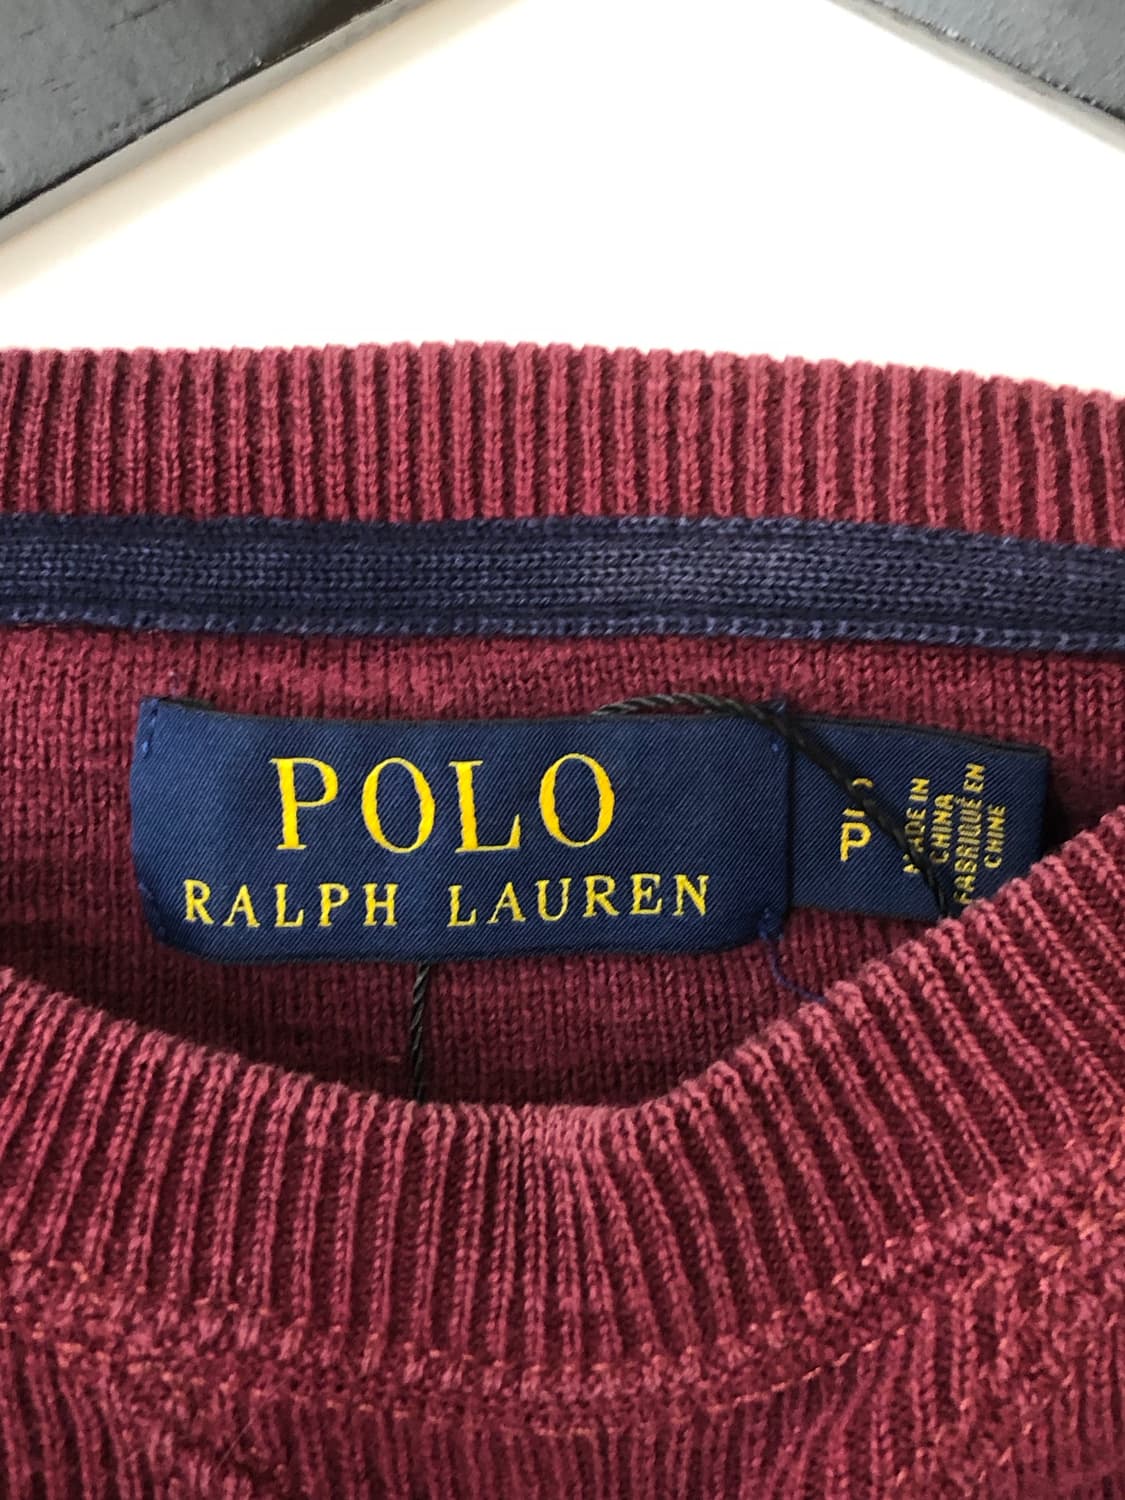 POLO
RALPH LAUREN
P
MADE IN
CHINA
FABRIQUÉ EN
CHINE